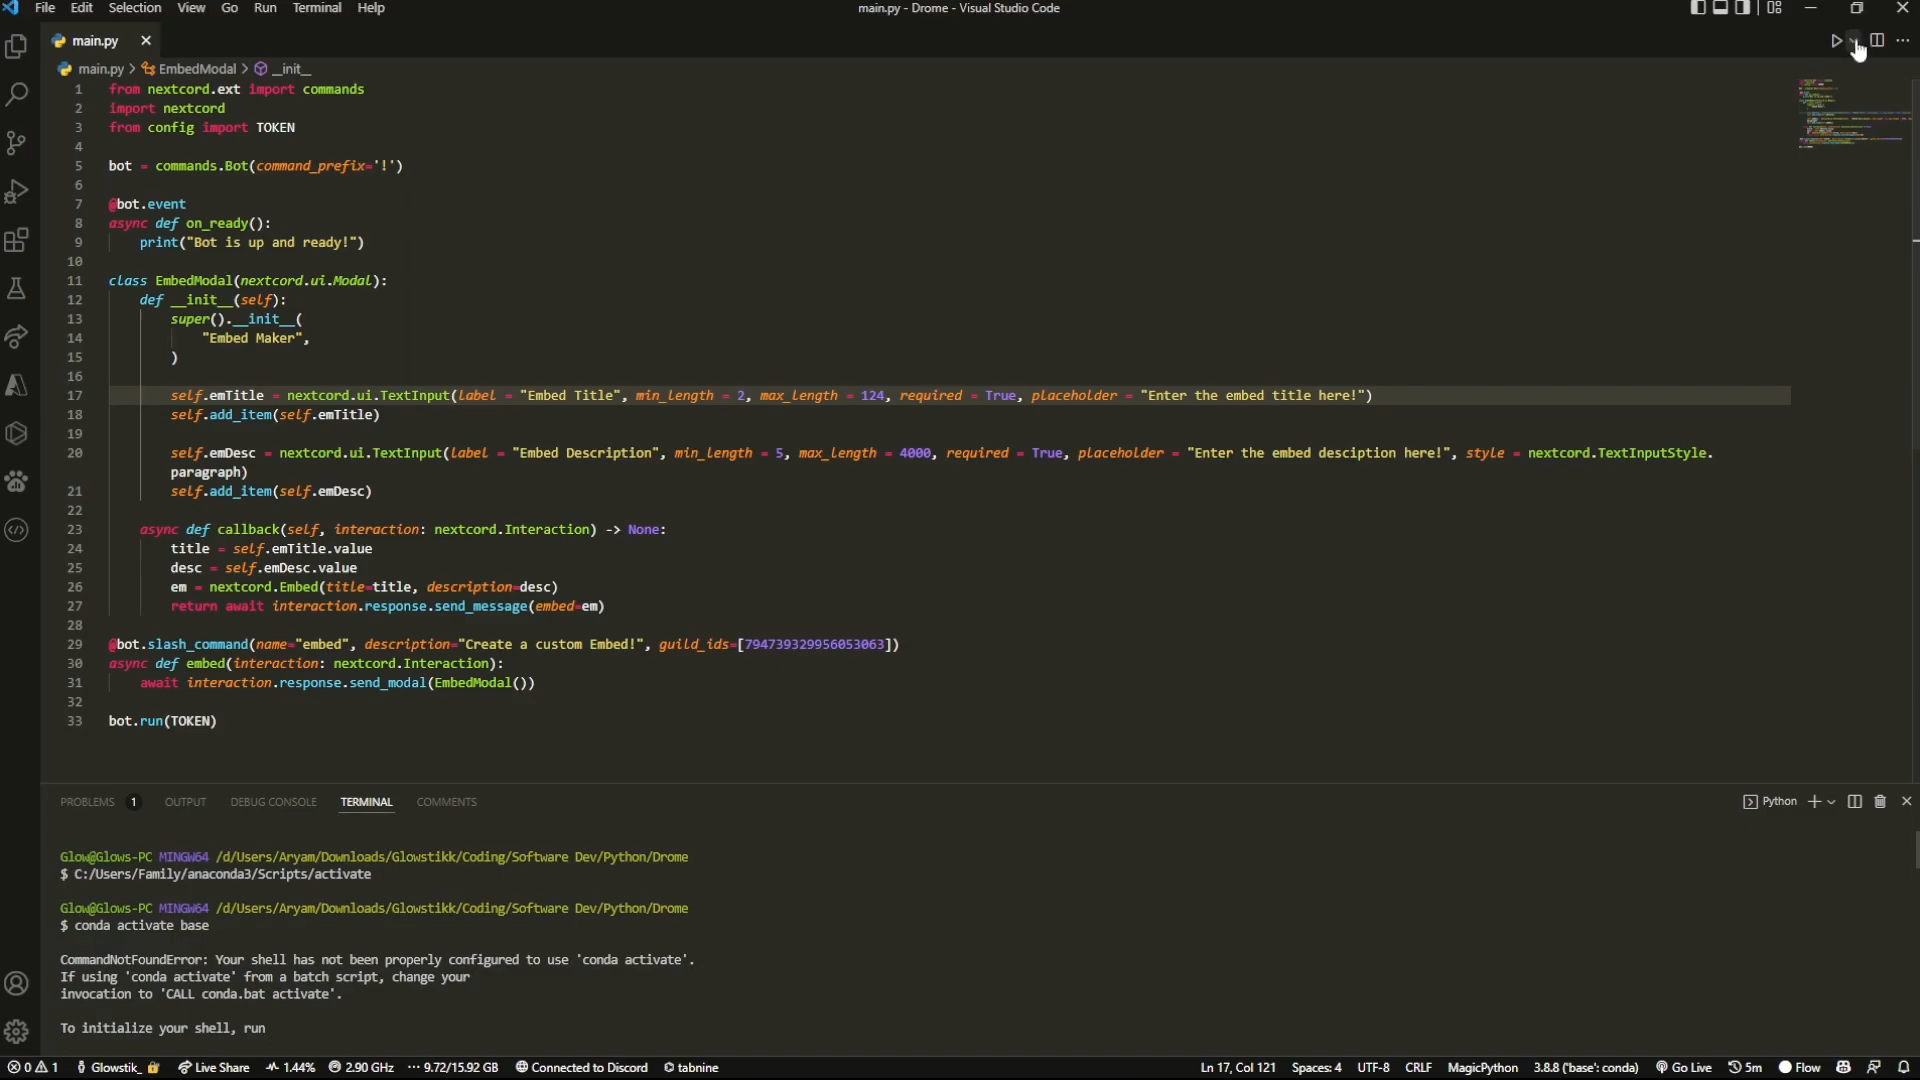 File Edit Selection View Go Run Terminal Help
main.py - Drome - Visual Studio Code
main.py
main.py > EmbedModal > __init__
1 from nextcord.ext import commands
2 import nextcord
3 from config import TOKEN
4
5 bot = commands.Bot(command_prefix='!')
6
7 @bot.event
8 async def on_ready():
9 print("Bot is up and ready!")
10
11 class EmbedModal(nextcord.ui.Modal):
12 def __init__(self):
13 super().__init__(
14 "Embed Maker",
15 )
16
17 self.emTitle = nextcord.ui.TextInput(label = "Embed Title", min_length = 2, max_length = 124, required = True, placeholder = "Enter the embed title here!")
18 self.add_item(self.emTitle)
19
20 self.emDesc = nextcord.ui.TextInput(label = "Embed Description", min_length = 5, max_length = 4000, required = True, placeholder = "Enter the embed desciption here!", style = nextcord.TextInputStyle.
paragraph)
21 self.add_item(self.emDesc)
22
23 async def callback(self, interaction: nextcord.Interaction) -> None:
24 title = self.emTitle.value
25 desc = self.emDesc.value
26 em = nextcord.Embed(title=title, description=desc)
27 return await interaction.response.send_message(embed=em)
28
29 @bot.slash_command(name="embed", description="Create a custom Embed!", guild_ids=[794739329956053063])
30 async def embed(interaction: nextcord.Interaction):
31 await interaction.response.send_modal(EmbedModal())
32
33 bot.run(TOKEN)
PROBLEMS 1 OUTPUT DEBUG CONSOLE TERMINAL COMMENTS
Python
Glow@Glows-PC MINGW64 /d/Users/Aryam/Downloads/Glowstikk/Coding/Software Dev/Python/Drome
$ C:/Users/Family/anaconda3/Scripts/activate
Glow@Glows-PC MINGW64 /d/Users/Aryam/Downloads/Glowstikk/Coding/Software Dev/Python/Drome
$ conda activate base
CommandNotFoundError: Your shell has not been properly configured to use 'conda activate'.
If using 'conda activate' from a batch script, change your
invocation to 'CALL conda.bat activate'.
To initialize your shell, run
0 1 Glowstik_ Live Share 1.44% 2.90 GHz 9.72/15.92 GB Connected to Discord tabnine Ln 17, Col 121 Spaces: 4 UTF-8 CRLF MagicPython 3.8.8 ('base': conda) Go Live 5m Flow